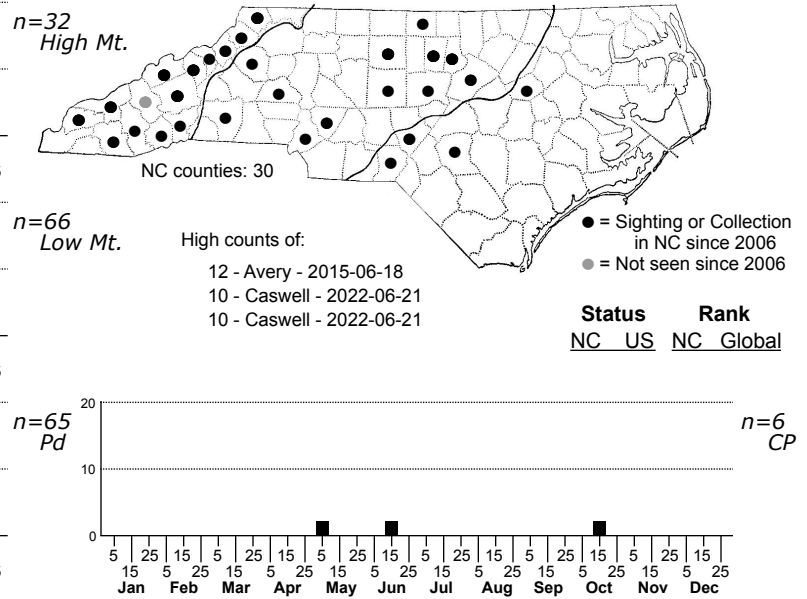 n=32
High Mt.
NC counties: 30
n=66
Low Mt.
High counts of:
12 - Avery - 2015-06-18
10 - Caswell - 2022-06-21
10 - Caswell - 2022-06-21
= Sighting or Collection
in NC since 2006
= Not seen since 2006
Status Rank
NC US NC Global
n=65
Pd
n=6
CP
20
10
0
5 25 15 5 25 15 5 25 15 5 25 15 5 25 15 5 25 15
15 5 25 15 5 25 15 5 25 15 5 25 15 5 25 15 5 25
Jan Feb Mar Apr May Jun Jul Aug Sep Oct Nov Dec